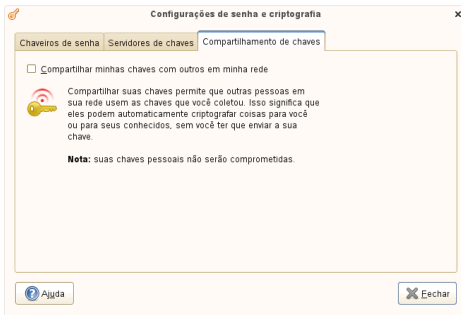 Configurações de senha e criptografia
Chaveiros de senha Servidores de chaves Compartilhamento de chaves
Compartilhar minhas chaves com outros em minha rede
Compartilhar suas chaves permite que outras pessoas em
sua rede usem as chaves que você coletou. Isso significa que
eles podem automaticamente criptografar coisas para você
ou para seus conhecidos, sem você ter que enviar a sua
chave.
Nota: suas chaves pessoais não serão comprometidas.
Ajuda Fechar